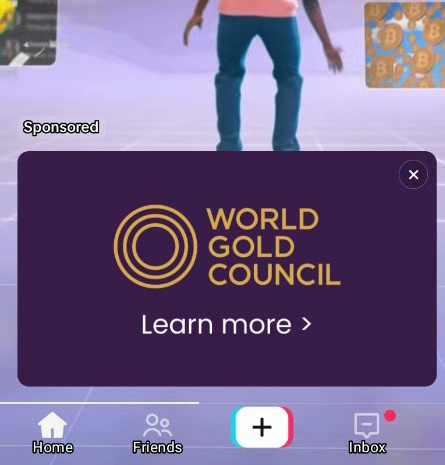 Sponsored
WORLD
GOLD
COUNCIL
Learn more >
Home
Friends
Inbox